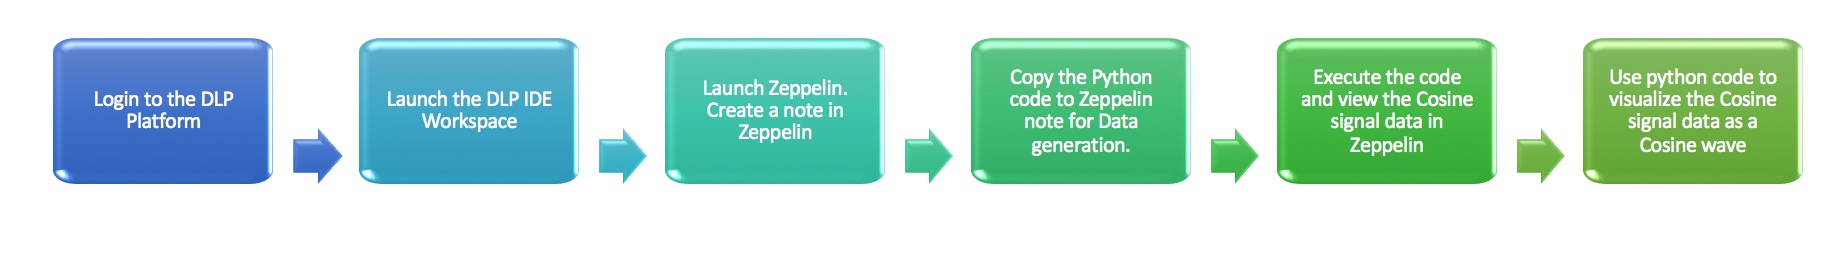 Login to the DLP
Platform
Launch the DLP IDE
Workspace
Launch Zeppelin.
Create a note in
Zeppelin
Copy the Python
code to Zeppelin
note for Data
generation.
Execute the code
and view the Cosine
signal data in
Zeppelin
Use python code to
visualize the Cosine
signal data as a
Cosine wave